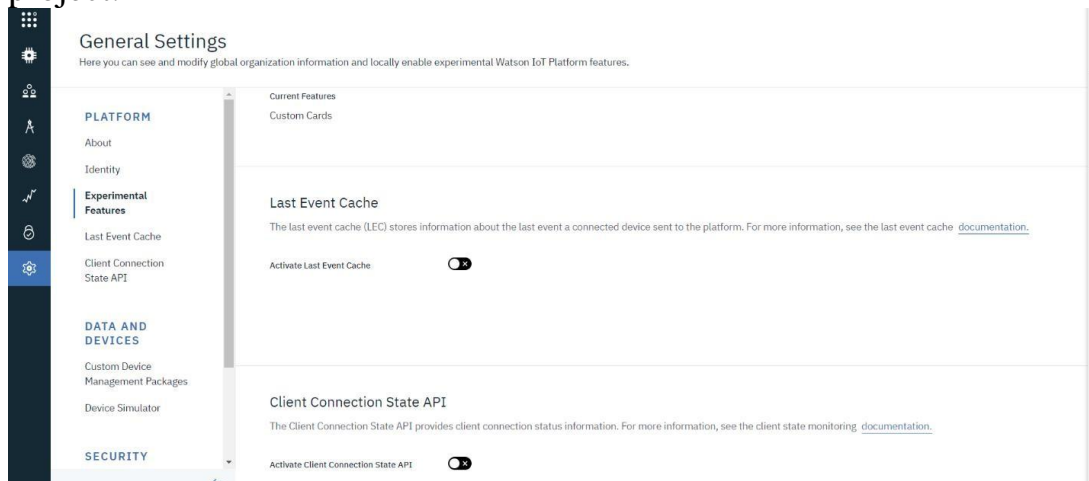 project.
General Settings
Here you can see and modify global organization information and locally enable experimental Watson IoT Platform features.
PLATFORM
About
Identity
Experimental
Features
Last Event Cache
Client Connection
State API
DATA AND
DEVICES
Custom Device
Management Packages
Device Simulator
SECURITY
Current Features
Custom Cards
Last Event Cache
The last event cache (LEC) stores information about the last event a connected device sent to the platform. For more information, see the last event cache documentation.
Activate Last Event Cache
Client Connection State API
The Client Connection State API provides client connection status information. For more information, see the client state monitoring documentation.
Activate Client Connection State API